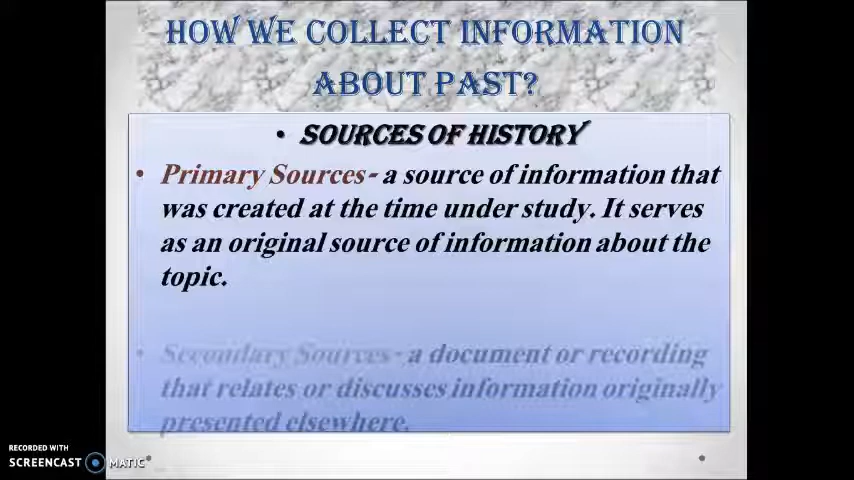 HOW WE COLLECT INFORMATION
ABOUT PAST?
• SOURCES OF HISTORY
• Primary Sources- a source of information that
was created at the time under study. It serves
as an original source of information about the
topic.
• Secondary Sources- a document or recording
that relates or discusses information originally
presented elsewhere.
RECORDED WITH
SCREENCAST MATIC